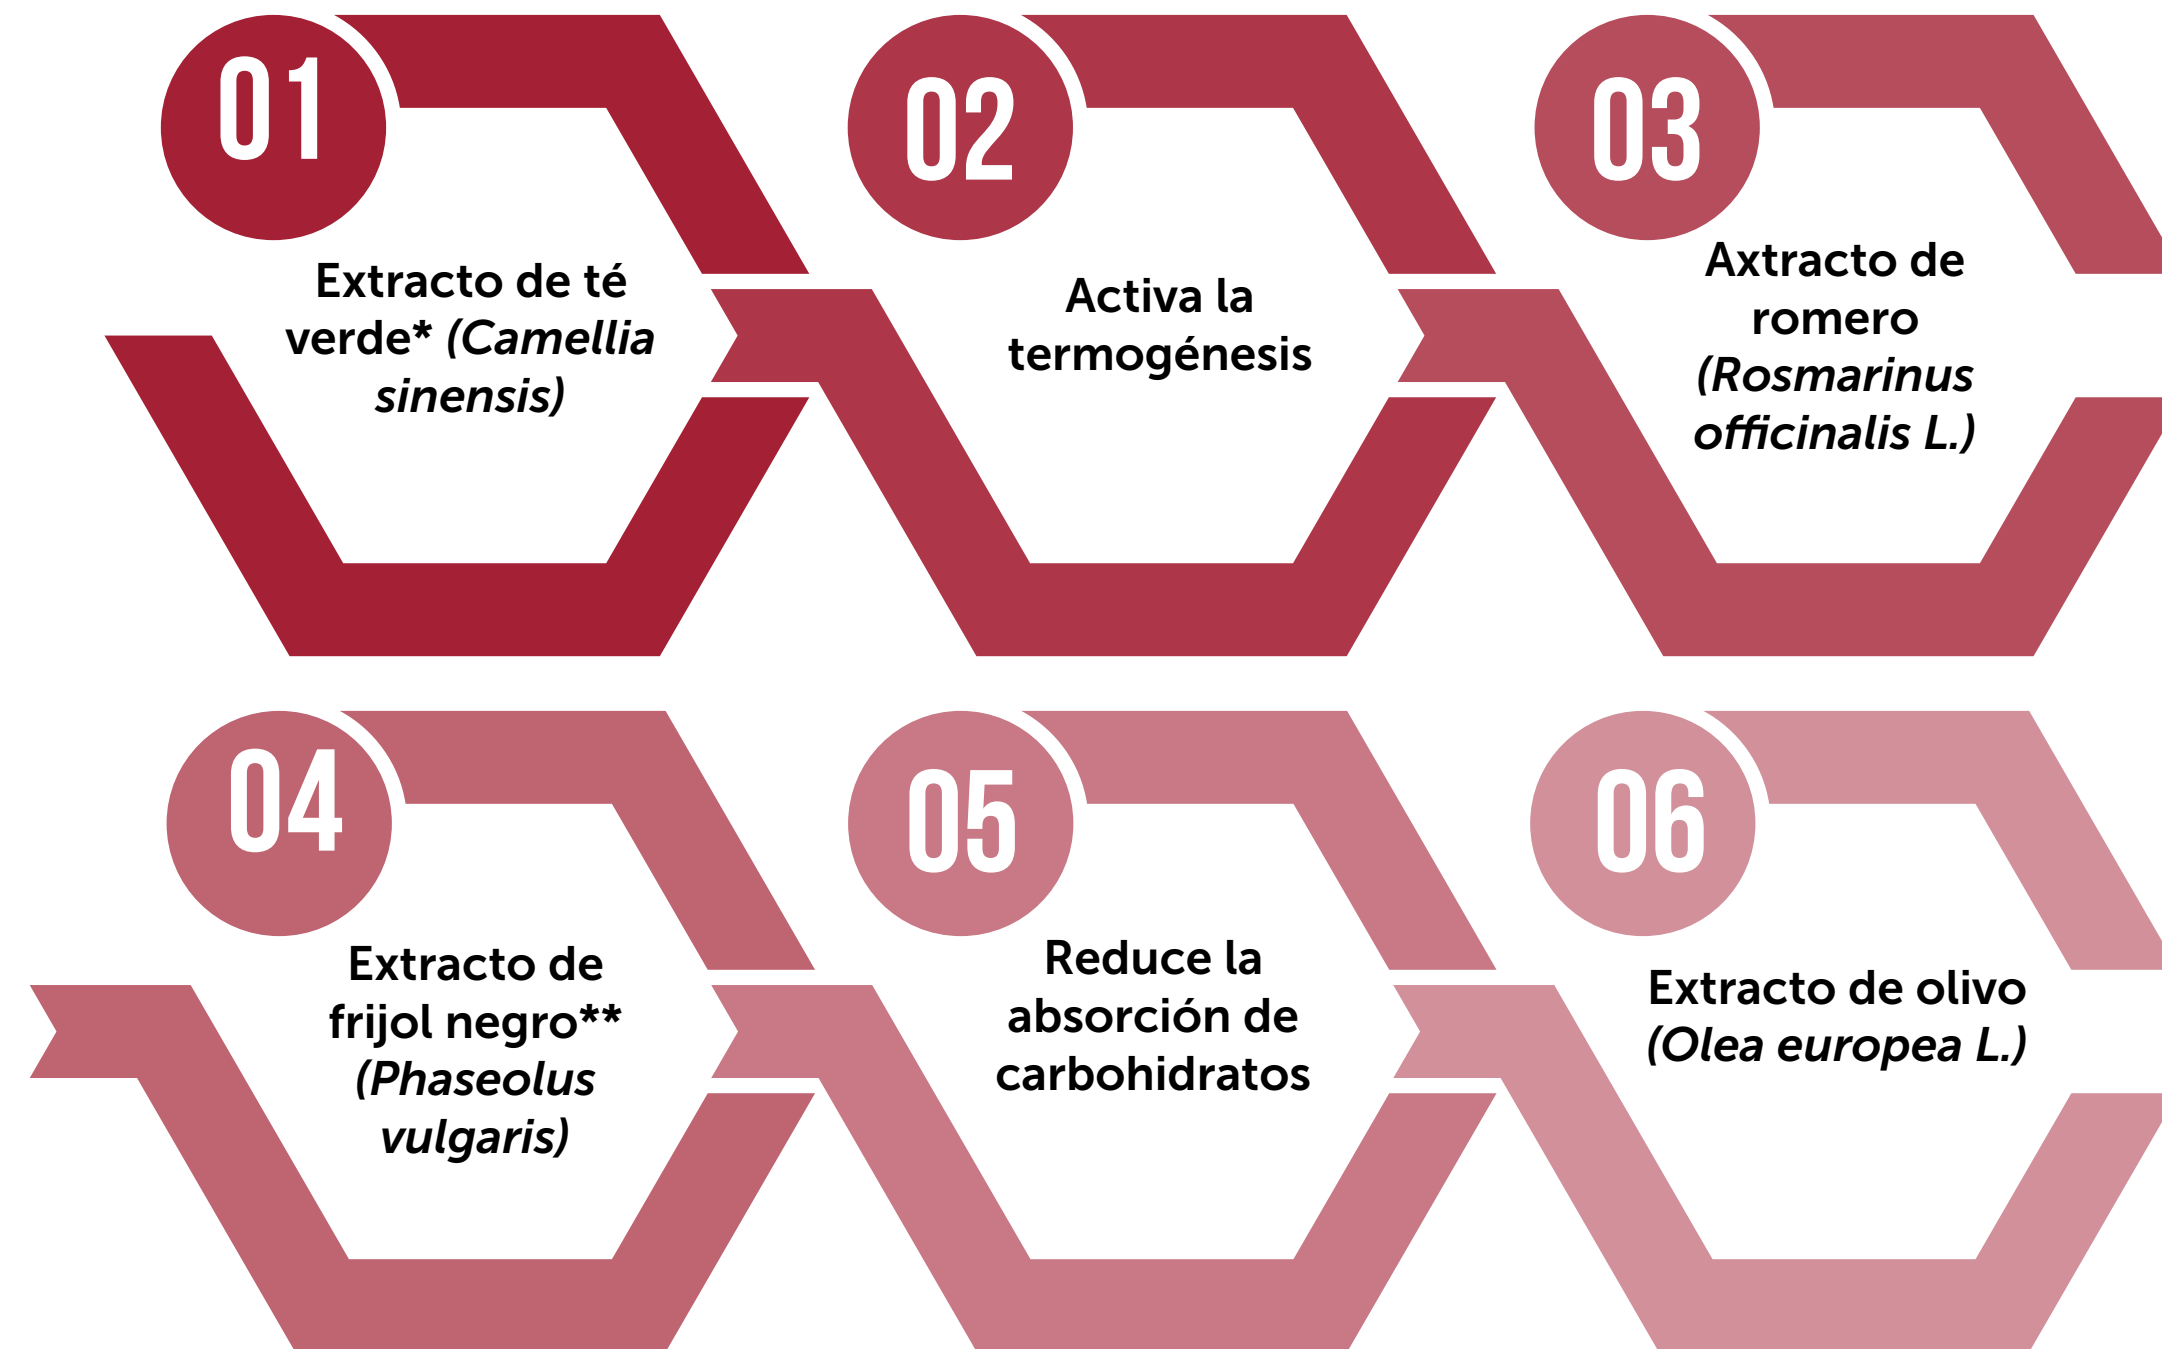 01
Extracto de té
verde* (Camellia
sinensis)
02
Activa la
termogénesis
03
Axtracto de
romero
(Rosmarinus
officinalis L.)
04
Extracto de
frijol negro**
(Phaseolus
vulgaris)
05
Reduce la
absorción de
carbohidratos
06
Extracto de olivo
(Olea europea L.)